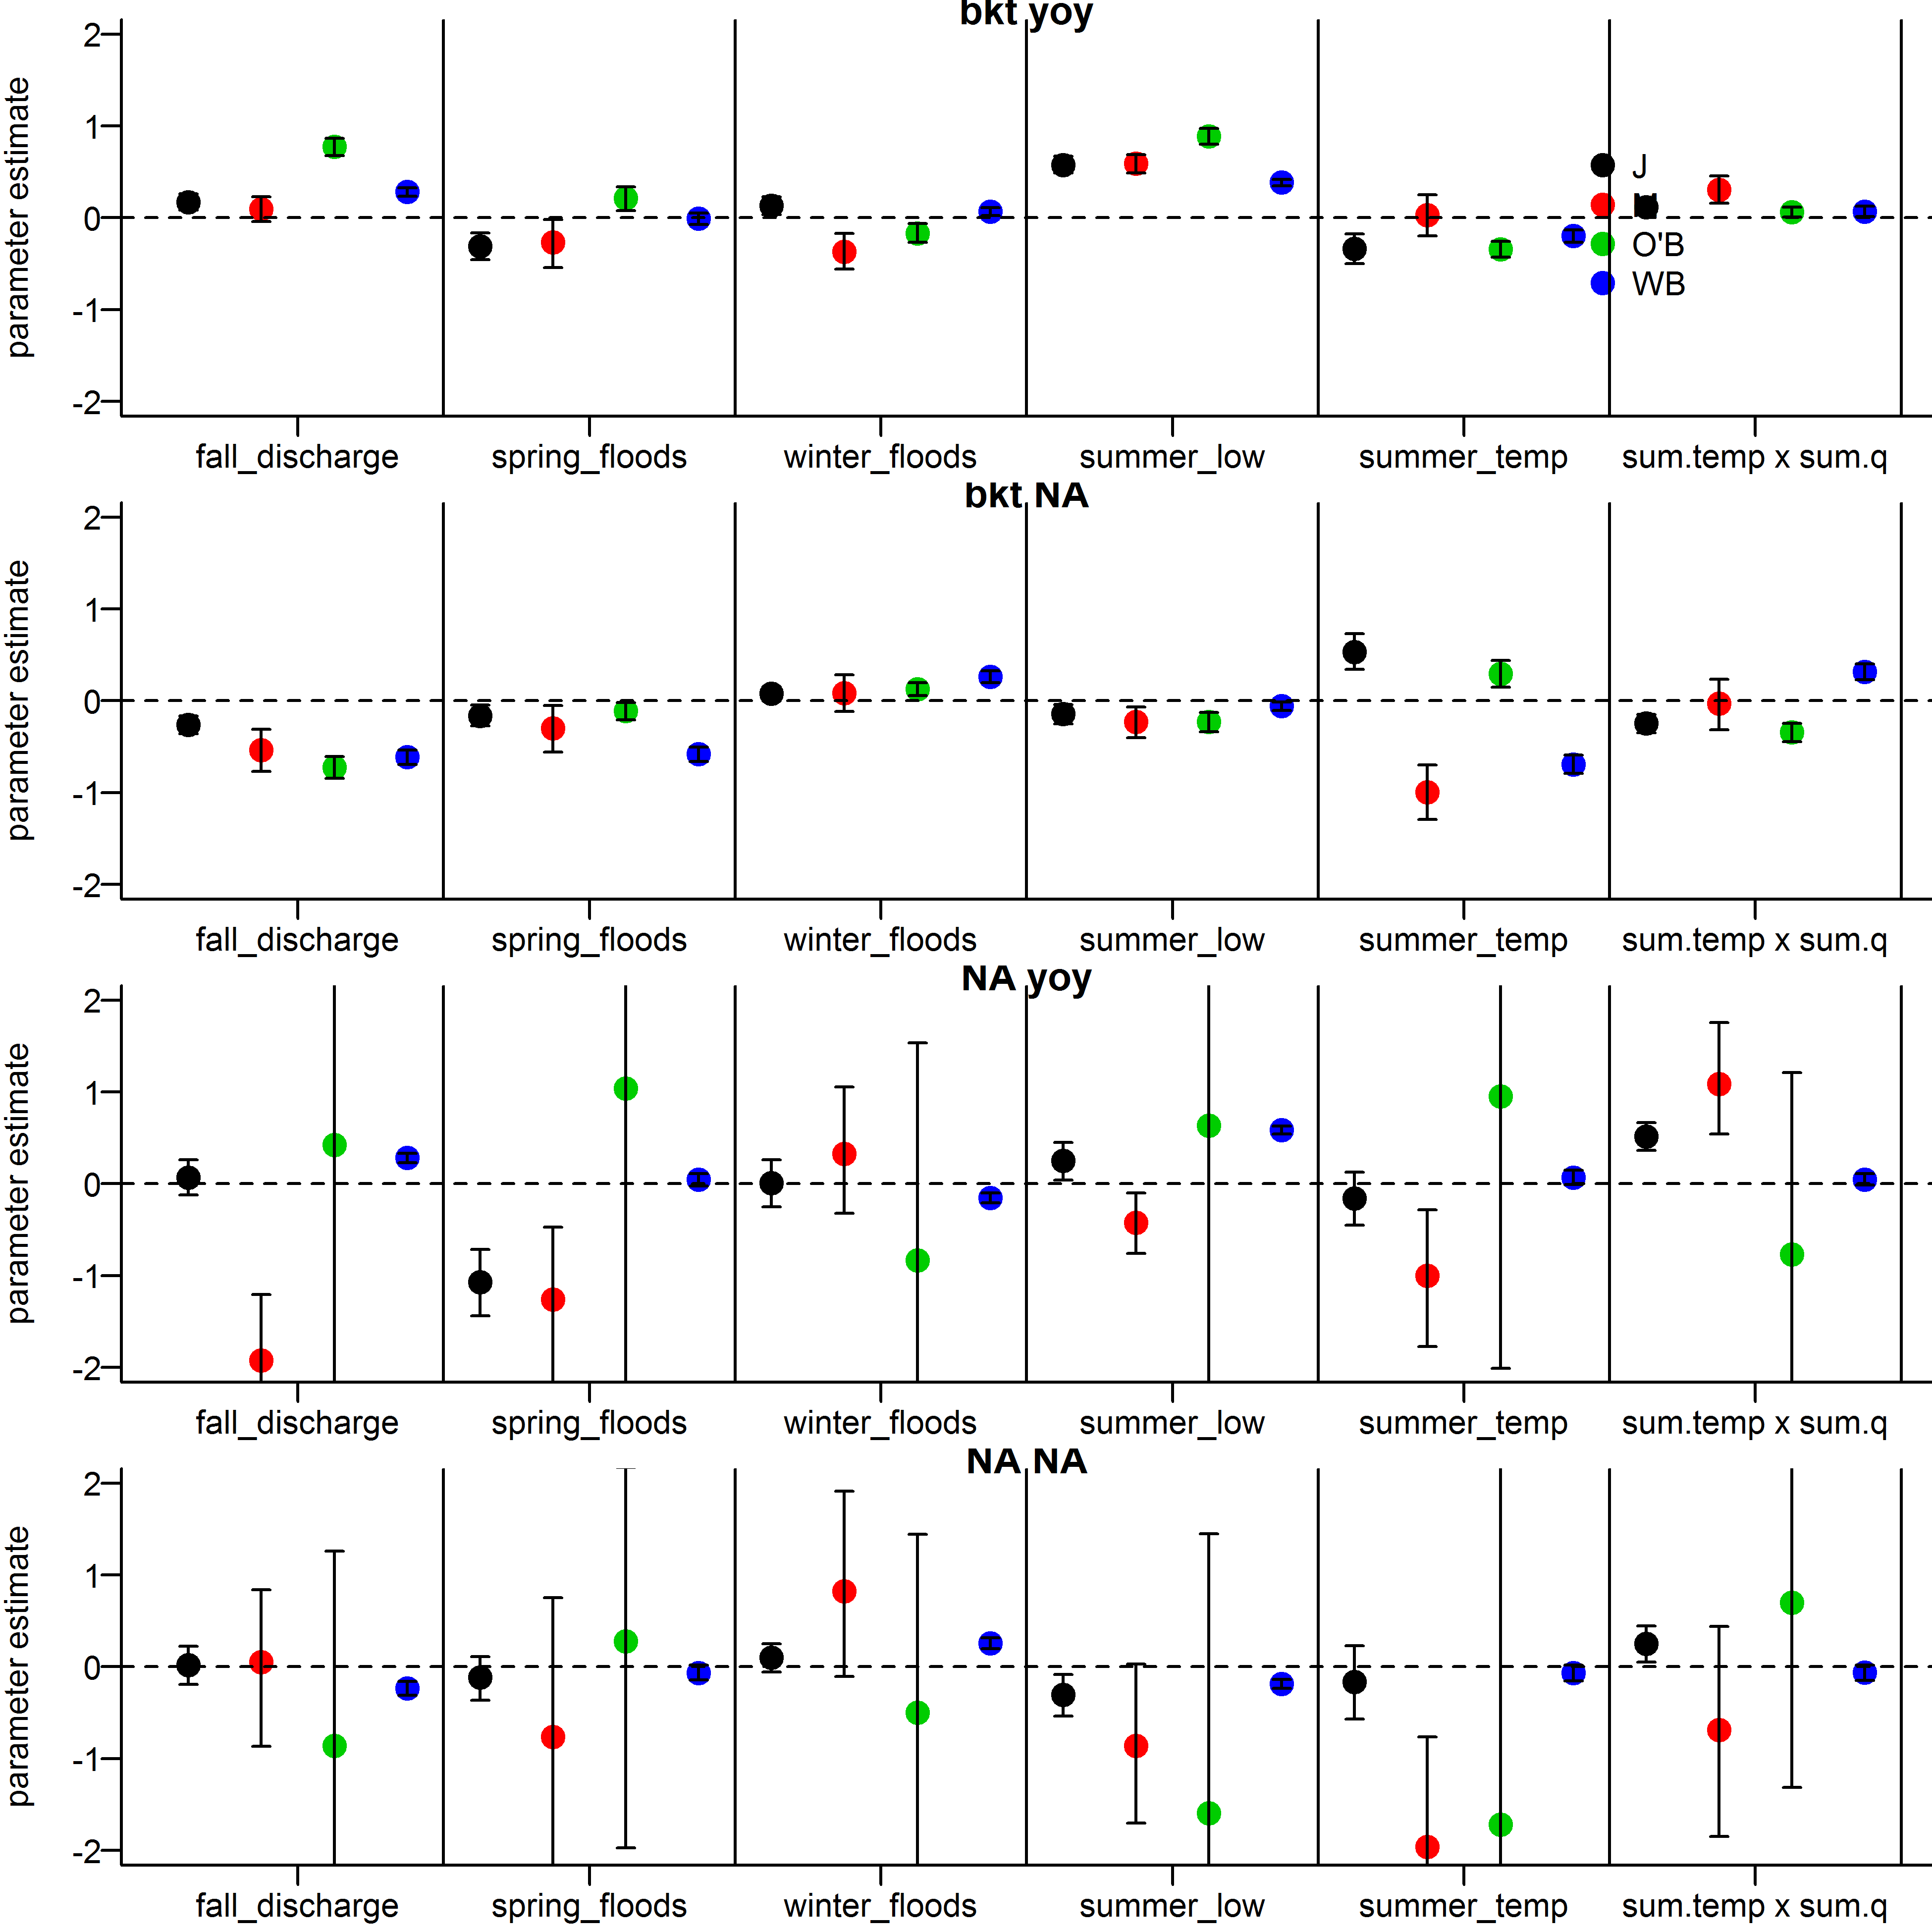 bkt yoy
parameter estimate
2
1
0
-1
-2
J
M
O'B
WB
fall_discharge spring_floods winter_floods summer_low summer_temp sum.temp x sum.q
bkt NA
parameter estimate
2
1
0
-1
-2
fall_discharge spring_floods winter_floods summer_low summer_temp sum.temp x sum.q
NA yoy
parameter estimate
2
1
0
-1
-2
fall_discharge spring_floods winter_floods summer_low summer_temp sum.temp x sum.q
NA NA
parameter estimate
2
1
0
-1
-2
fall_discharge spring_floods winter_floods summer_low summer_temp sum.temp x sum.q